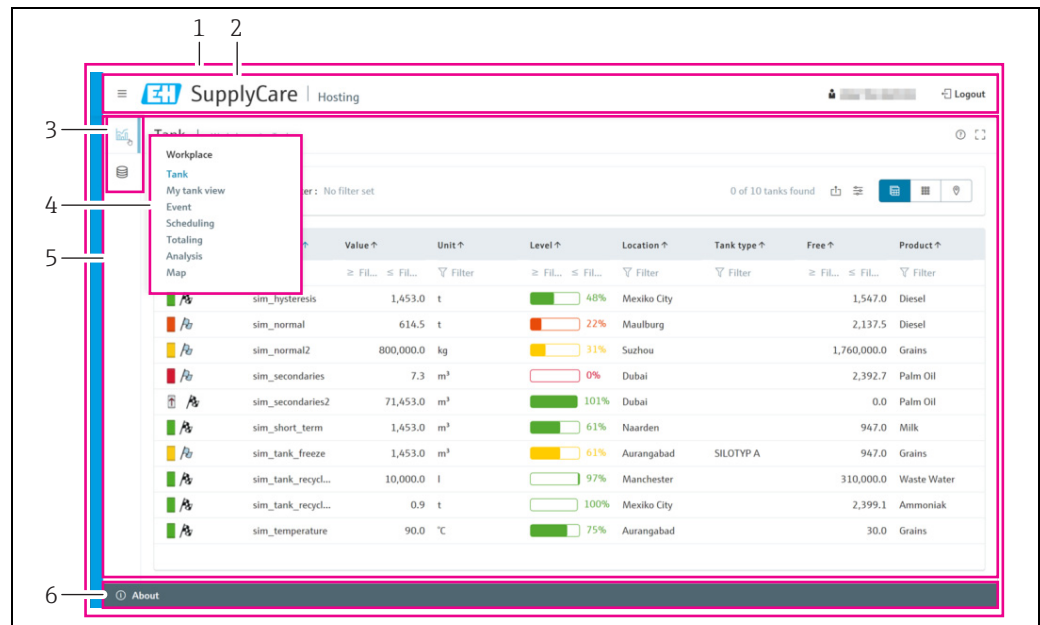 1 2
EH SupplyCare | Hosting Logout
3
Workplace
Tank
My tank view
Event
Scheduling
Totaling
Analysis
Map
4
5
: No filter set 0 of 10 tanks found
Value ↑ Unit ↑ Level ↑ Location ↑ Tank type ↑ Free ↑ Product ↑
≥ Fil... ≤ Fil... Filter ≥ Fil... ≤ Fil... Filter Filter ≥ Fil... ≤ Fil... Filter
sim_hysteresis 1,453.0 t 48% Mexiko City 1,547.0 Diesel
sim_normal 614.5 t 22% Maulburg 2,137.5 Diesel
sim_normal2 800,000.0 kg 31% Suzhou 1,760,000.0 Grains
sim_secondaries 7.3 m³ 0% Dubai 2,392.7 Palm Oil
sim_secondaries2 71,453.0 m³ 101% Dubai 0.0 Palm Oil
sim_short_term 1,453.0 m³ 61% Naarden 947.0 Milk
sim_tank_freeze 1,453.0 m³ 61% Aurangabad SILOTYP A 947.0 Grains
sim_tank_recycl... 10,000.0 l 97% Manchester 310,000.0 Waste Water
sim_tank_recycl... 0.9 t 100% Mexiko City 2,399.1 Ammoniak
sim_temperature 90.0 °C 75% Aurangabad 30.0 Grains
6
About